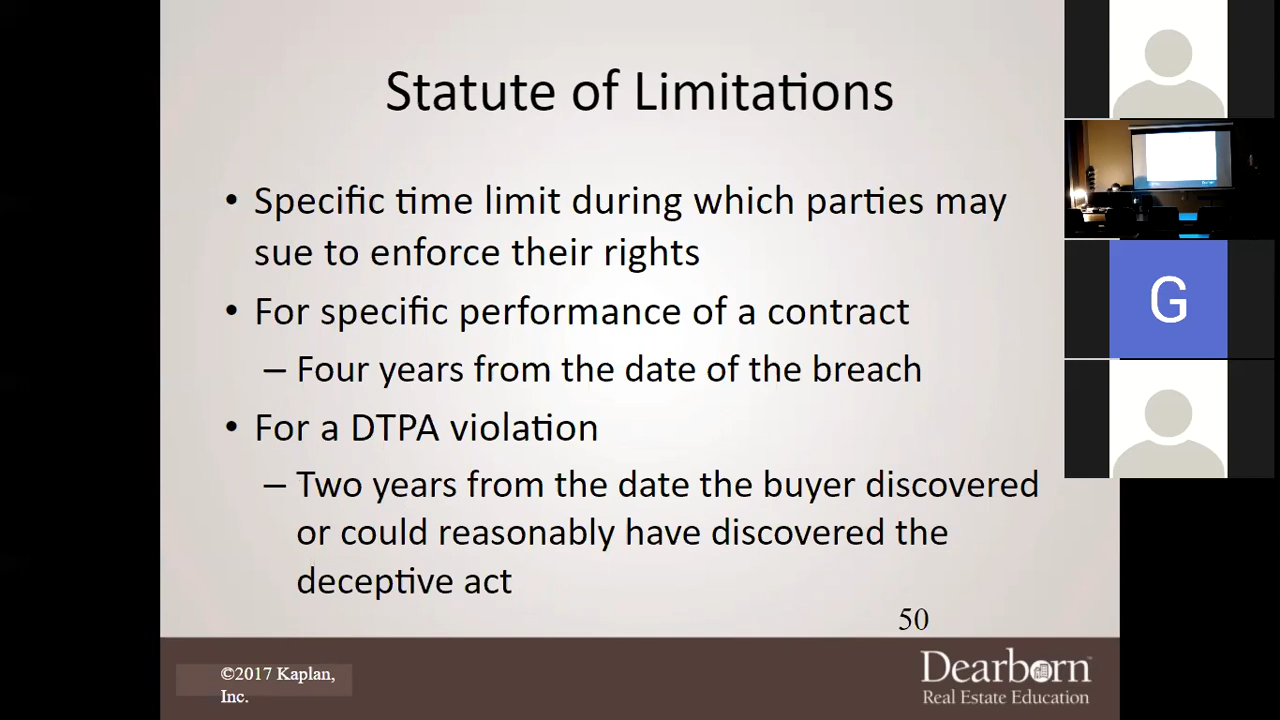 Statute of Limitations
• Specific time limit during which parties may
sue to enforce their rights
• For specific performance of a contract
– Four years from the date of the breach
• For a DTPA violation
– Two years from the date the buyer discovered
or could reasonably have discovered the
deceptive act
50
©2017 Kaplan,
Inc.
Dearborn
Real Estate Education
G